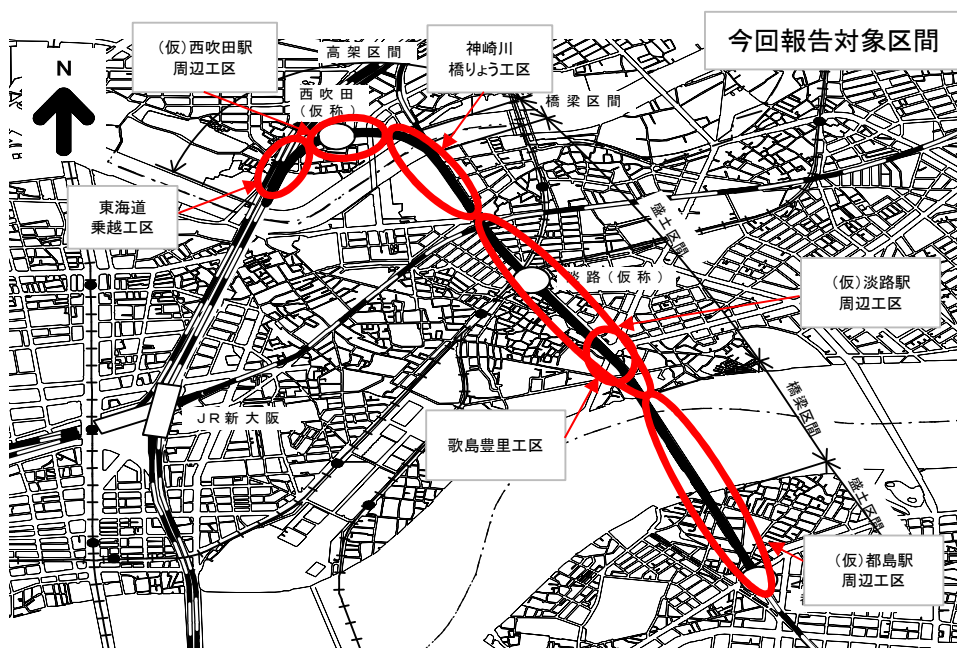 今回報告対象区間
(仮)西吹田駅
周辺工区
高架区間
神崎川
橋りょう工区
N
西吹田
(仮称)
橋梁区間
東海道
乗越工区
盛土区間
淡路(仮称)
(仮)淡路駅
周辺工区
橋梁区間
JR新大阪
歌島豊里工区
盛土区間
(仮)都島駅
周辺工区